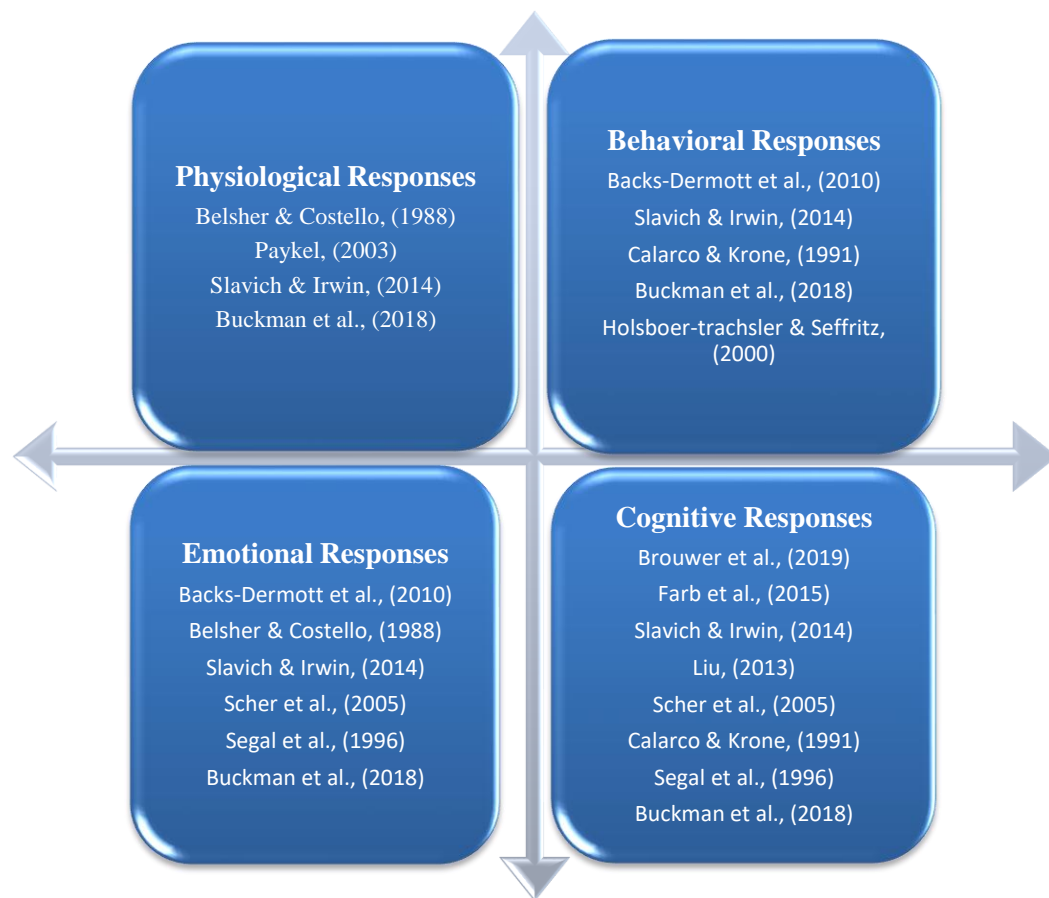 Physiological Responses
Belsher & Costello, (1988)
Paykel, (2003)
Slavich & Irwin, (2014)
Buckman et al., (2018)
Behavioral Responses
Backs-Dermott et al., (2010)
Slavich & Irwin, (2014)
Calarco & Krone, (1991)
Buckman et al., (2018)
Holsboer-trachsler & Seffritz,
(2000)
Emotional Responses
Backs-Dermott et al., (2010)
Belsher & Costello, (1988)
Slavich & Irwin, (2014)
Scher et al., (2005)
Segal et al., (1996)
Buckman et al., (2018)
Cognitive Responses
Brouwer et al., (2019)
Farb et al., (2015)
Slavich & Irwin, (2014)
Liu, (2013)
Scher et al., (2005)
Calarco & Krone, (1991)
Segal et al., (1996)
Buckman et al., (2018)